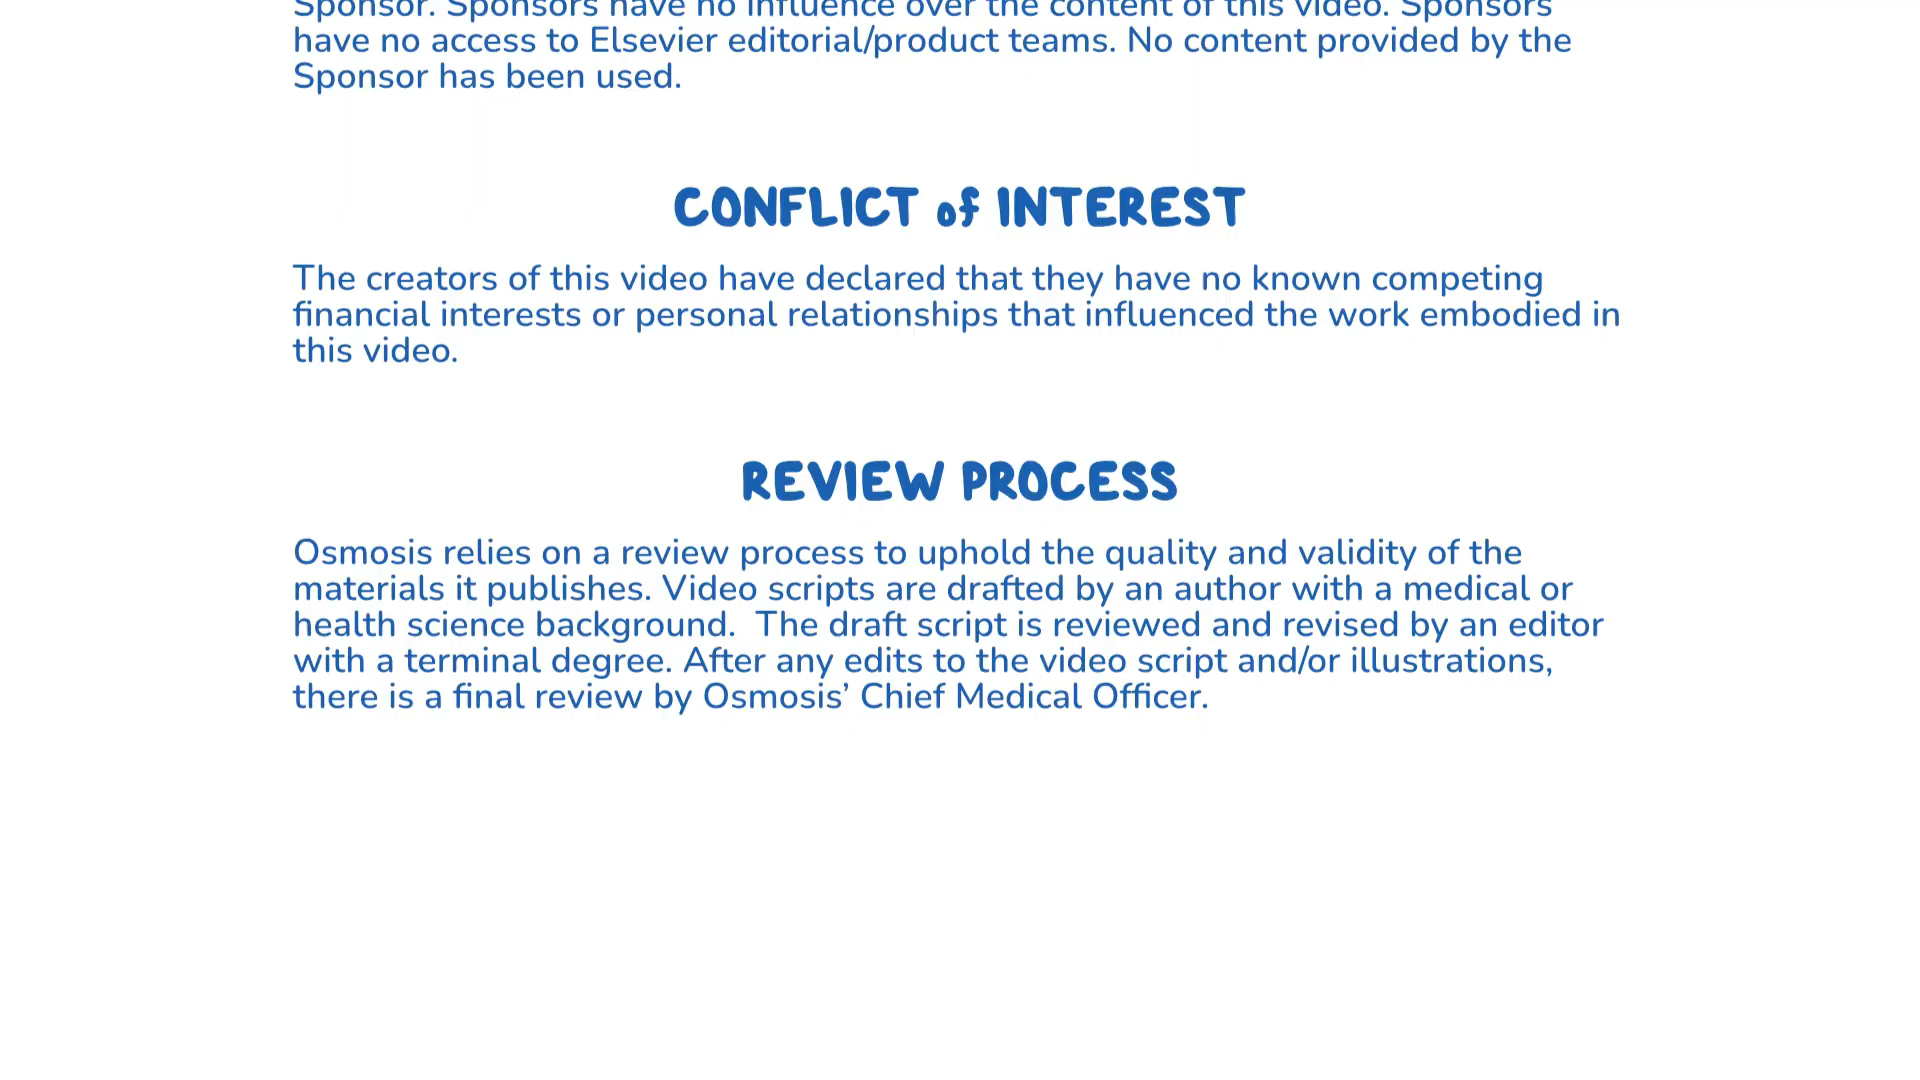 Sponsor. Sponsors have no influence over the content of this video. Sponsors
have no access to Elsevier editorial/product teams. No content provided by the
Sponsor has been used.
CONFLICT of INTEREST
The creators of this video have declared that they have no known competing
financial interests or personal relationships that influenced the work embodied in
this video.
REVIEW PROCESS
Osmosis relies on a review process to uphold the quality and validity of the
materials it publishes. Video scripts are drafted by an author with a medical or
health science background.  The draft script is reviewed and revised by an editor
with a terminal degree. After any edits to the video script and/or illustrations,
there is a final review by Osmosis’ Chief Medical Officer.